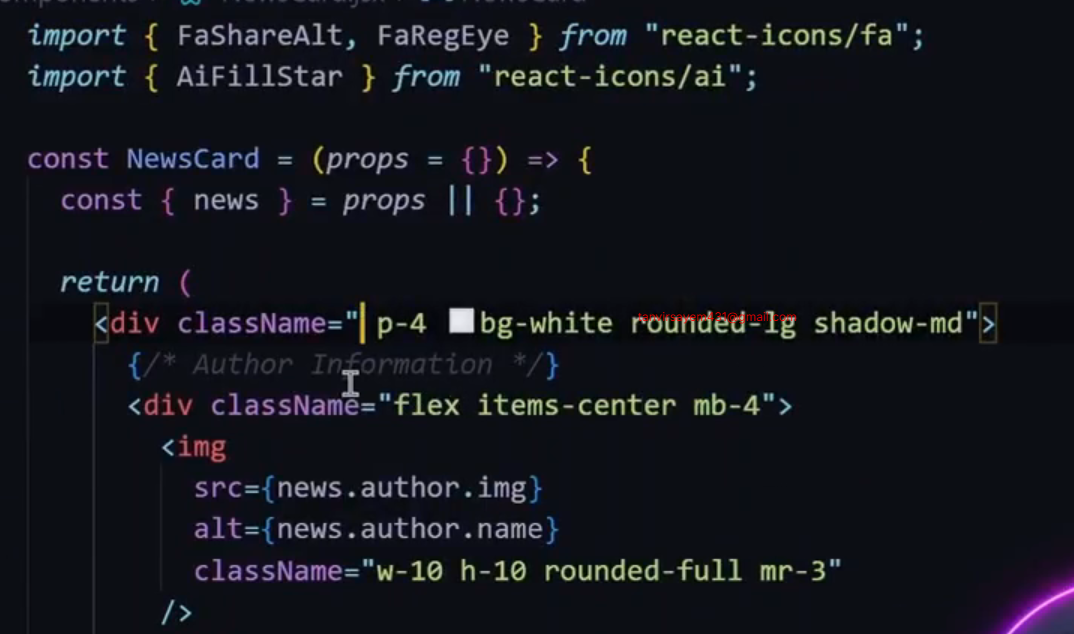 import { FaShareAlt, FaRegEye } from "react-icons/fa";
import { AiFillStar } from "react-icons/ai";
const NewsCard = (props = {}) => {
const { news } = props || {};
return (
<div className=" p-4 bg-white rounded-lg shadow-md">
{/* Author Information */}
<div className="flex items-center mb-4">
<img
src={news.author.img}
alt={news.author.name}
className="w-10 h-10 rounded-full mr-3"
/>